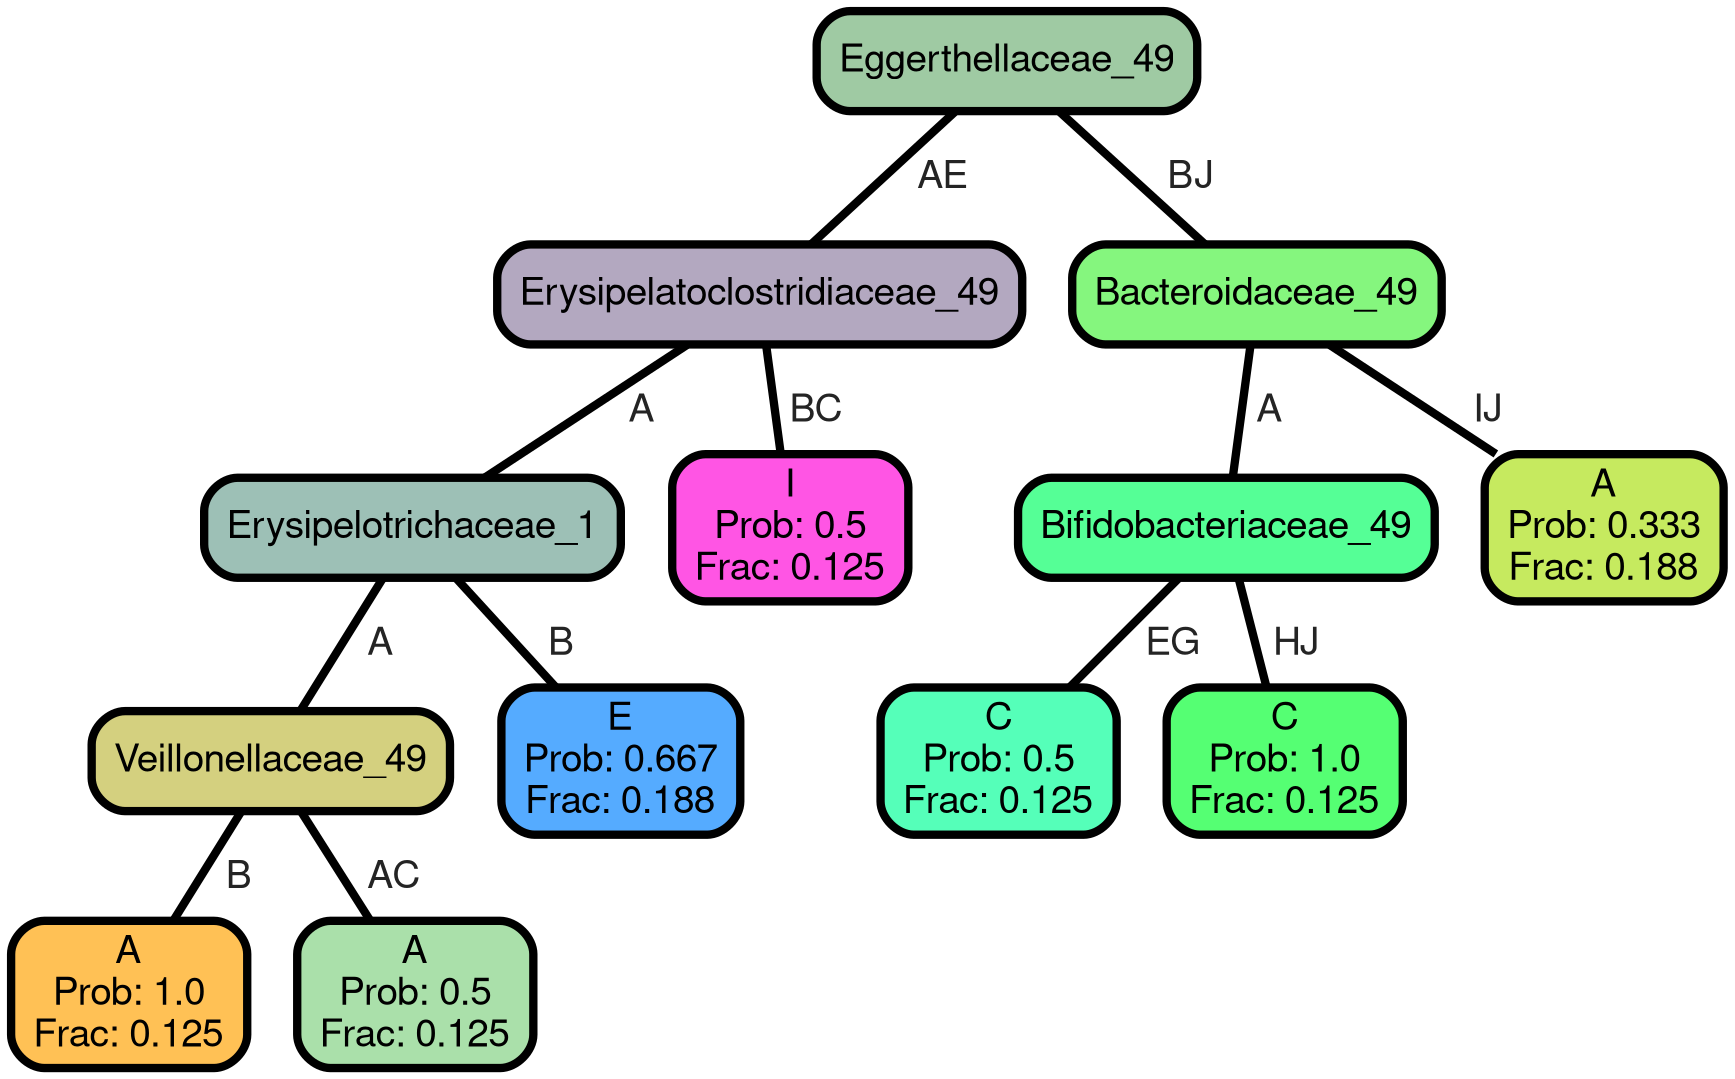 Eggerthellaceae_49
AE
BJ
Erysipelatoclostridiaceae_49
Bacteroidaceae_49
A
BC
A
IJ
Erysipelotrichaceae_1
I
Prob: 0.5
Frac: 0.125
Bifidobacteriaceae_49
A
Prob: 0.333
Frac: 0.188
A
B
EG
HJ
Veillonellaceae_49
E
Prob: 0.667
Frac: 0.188
C
Prob: 0.5
Frac: 0.125
C
Prob: 1.0
Frac: 0.125
B
AC
A
Prob: 1.0
Frac: 0.125
A
Prob: 0.5
Frac: 0.125